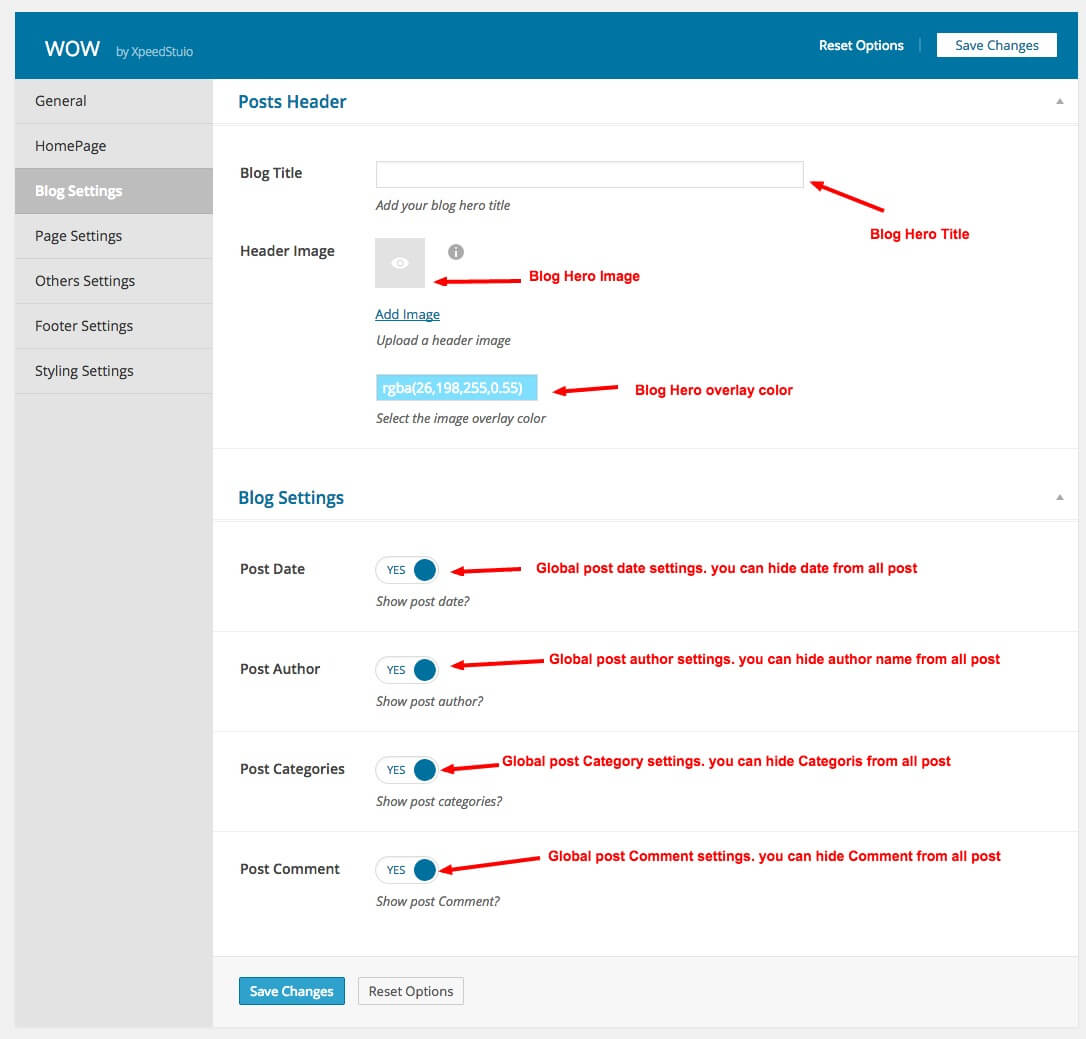 WOW by XpeedStuio
Reset Options
Save Changes
General
HomePage
Blog Settings
Page Settings
Others Settings
Footer Settings
Styling Settings
Posts Header
Blog Title
Add your blog hero title
Blog Hero Title
Header Image
Blog Hero Image
Add Image
Upload a header image
rgba(26,198,255,0.55)
Blog Hero overlay color
Select the image overlay color
Blog Settings
Post Date
YES
Global post date settings. you can hide date from all post
Show post date?
Post Author
YES
Global post author settings. you can hide author name from all post
Show post author?
Post Categories
YES
Global post Category settings. you can hide Categoris from all post
Show post categories?
Post Comment
YES
Global post Comment settings. you can hide Comment from all post
Show post Comment?
Save Changes
Reset Options